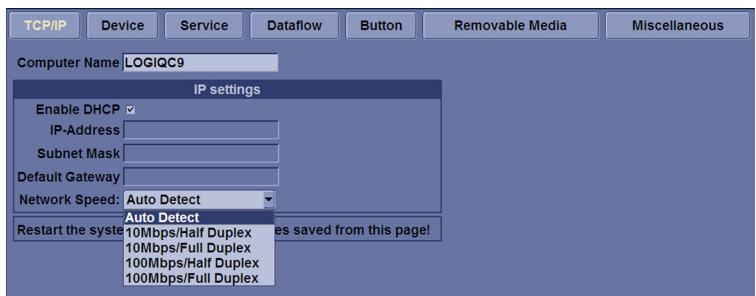 TCP/IP Device Service Dataflow Button Removable Media Miscellaneous
Computer Name LOGIQC9
IP settings
Enable DHCP
IP-Address
Subnet Mask
Default Gateway
Network Speed: Auto Detect
Auto Detect
10Mbps/Half Duplex
10Mbps/Full Duplex
100Mbps/Half Duplex
100Mbps/Full Duplex
Restart the syste es saved from this page!